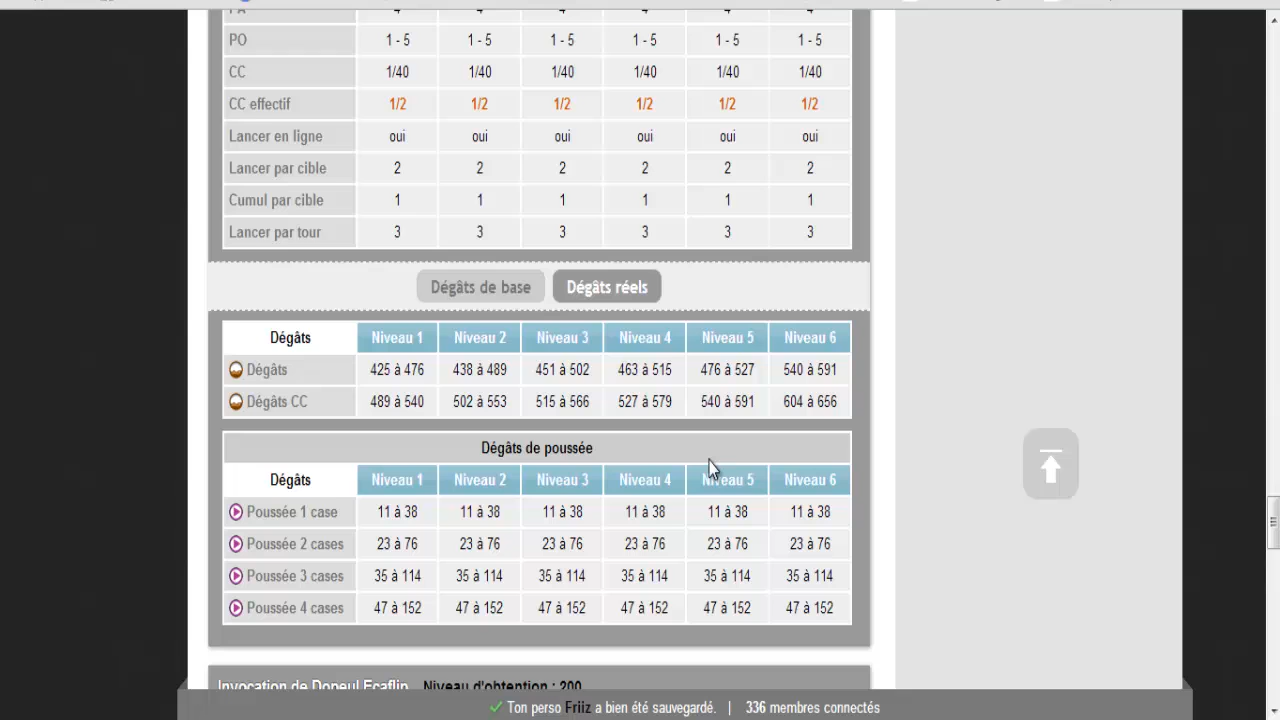 PO 1 - 5 1 - 5 1 - 5 1 - 5 1 - 5 1 - 5
CC 1/40 1/40 1/40 1/40 1/40 1/40
CC effectif 1/2 1/2 1/2 1/2 1/2 1/2
Lancer en ligne oui oui oui oui oui oui
Lancer par cible 2 2 2 2 2 2
Cumul par cible 1 1 1 1 1 1
Lancer par tour 3 3 3 3 3 3
Dégâts de base Dégâts réels
Dégâts Niveau 1 Niveau 2 Niveau 3 Niveau 4 Niveau 5 Niveau 6
Dégâts 425 à 476 438 à 489 451 à 502 463 à 515 476 à 527 540 à 591
Dégâts CC 489 à 540 502 à 553 515 à 566 527 à 579 540 à 591 604 à 656
Dégâts de poussée
Dégâts Niveau 1 Niveau 2 Niveau 3 Niveau 4 Niveau 5 Niveau 6
Poussée 1 case 11 à 38 11 à 38 11 à 38 11 à 38 11 à 38 11 à 38
Poussée 2 cases 23 à 76 23 à 76 23 à 76 23 à 76 23 à 76 23 à 76
Poussée 3 cases 35 à 114 35 à 114 35 à 114 35 à 114 35 à 114 35 à 114
Poussée 4 cases 47 à 152 47 à 152 47 à 152 47 à 152 47 à 152 47 à 152
Invocation de Dopeul Ecaflip Niveau d'obtention : 200
Ton perso Friiz a bien été sauvegardé. | 336 membres connectés